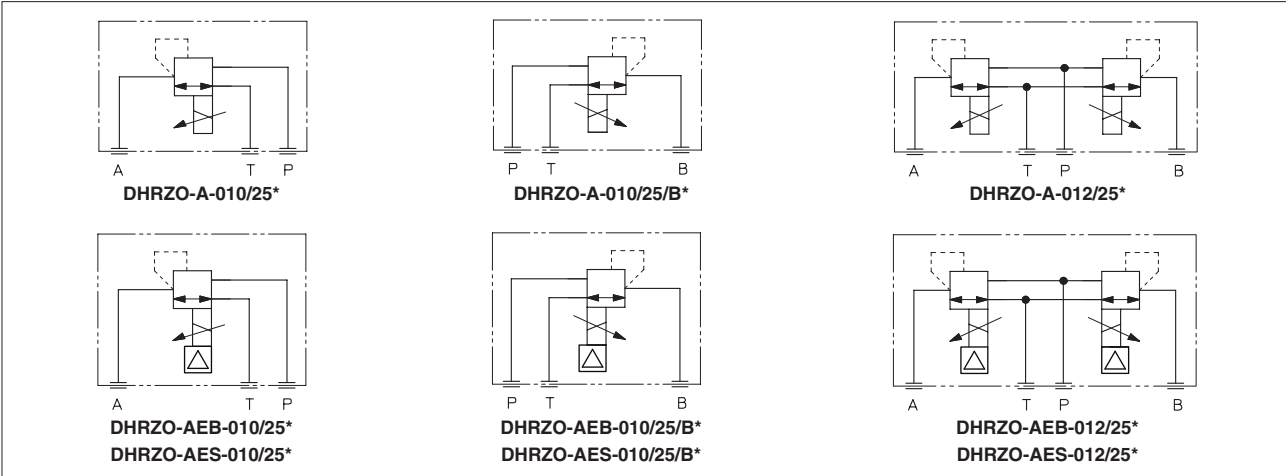 A T P
P T B
A T P B
DHRZO-A-010/25*
DHRZO-A-010/25/B*
DHRZO-A-012/25*
A T P
P T B
A T P B
DHRZO-AEB-010/25*
DHRZO-AES-010/25*
DHRZO-AEB-010/25/B*
DHRZO-AES-010/25/B*
DHRZO-AEB-012/25*
DHRZO-AES-012/25*